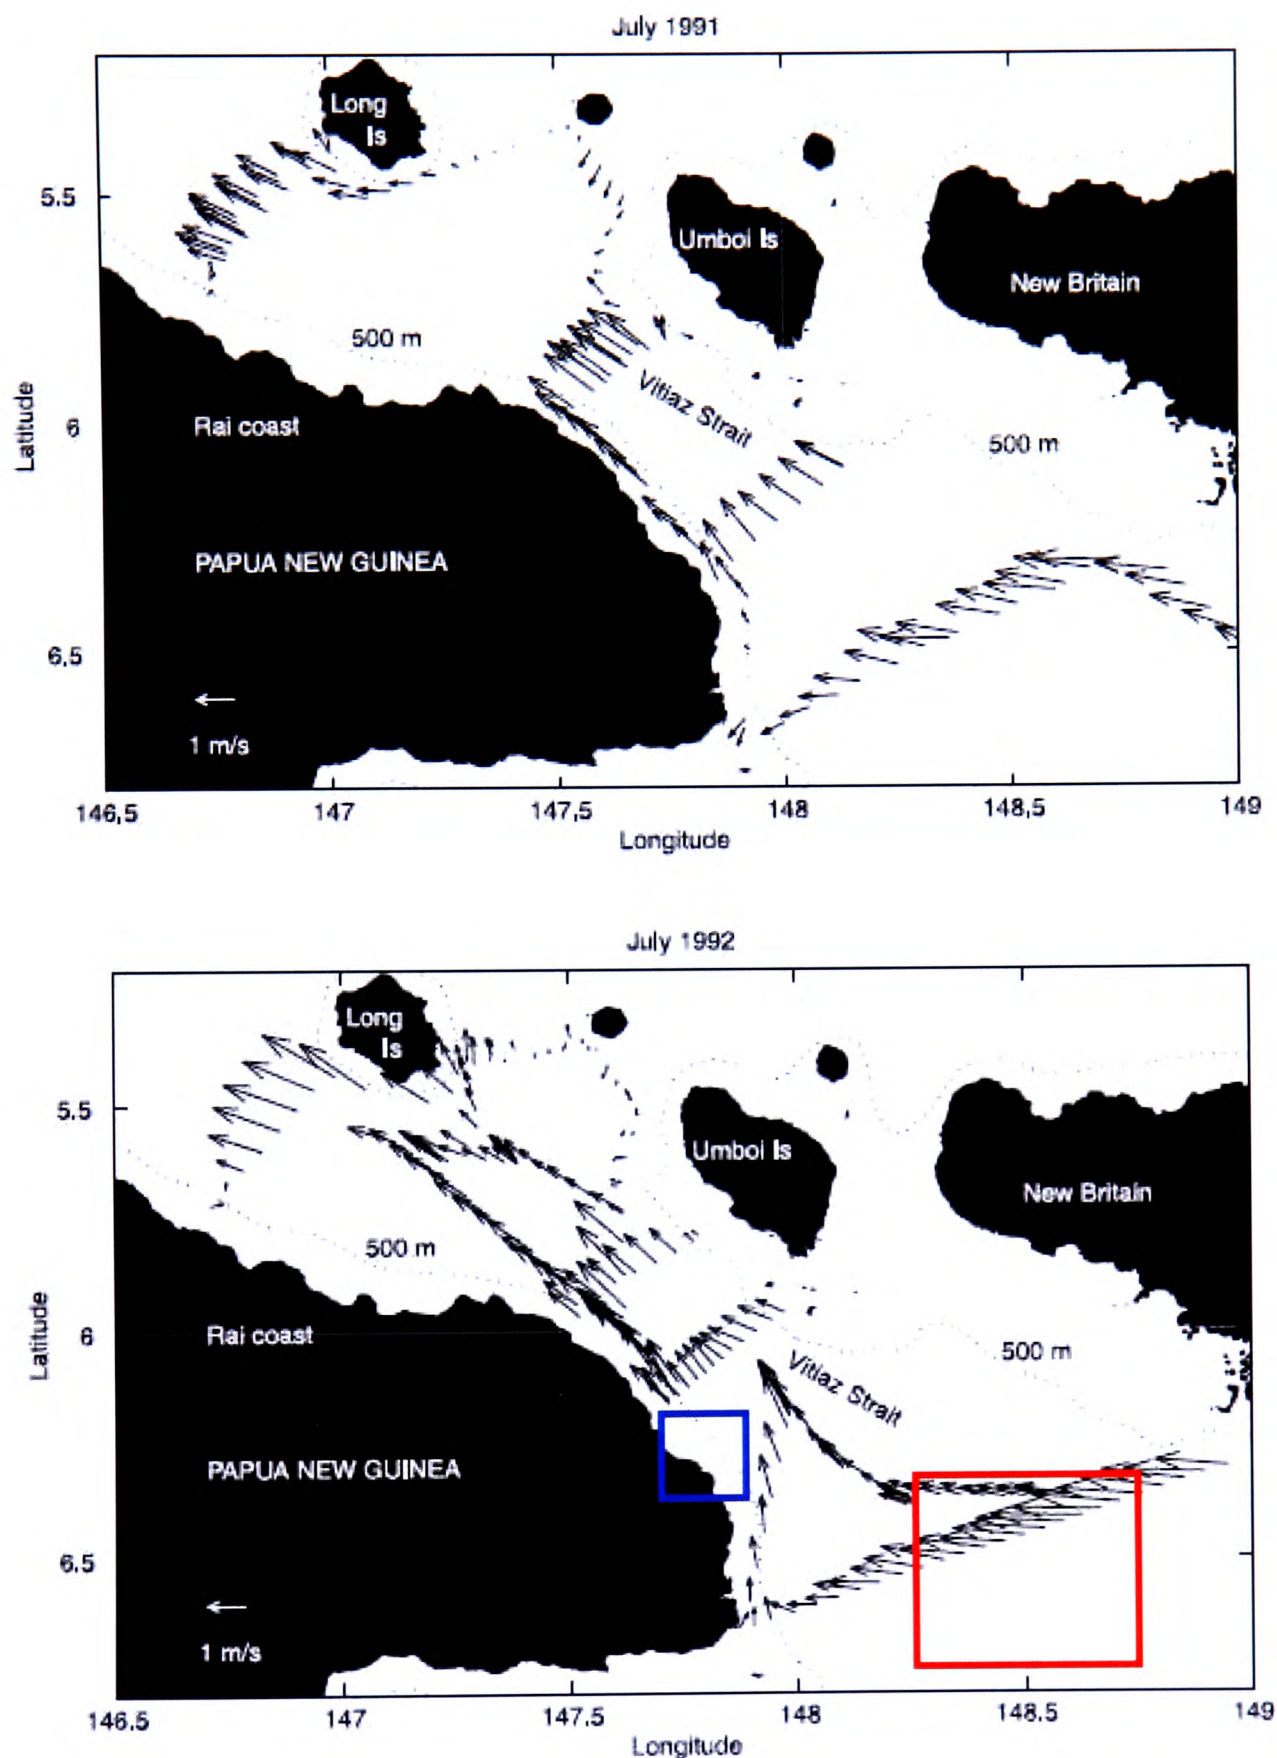 July 1991
Long
Is
5.5
Umboi Is
New Britain
500 m
Vitiaz Strait
Latitude
6
Rai coast
500 m
PAPUA NEW GUINEA
6.5
1 m/s
146,5
147
147,5
148
148,5
149
Longitude
July 1992
Long
Is
5.5
Umboi Is
New Britain
500 m
Latitude
6
Rai coast
500 m
Vitiaz Strait
PAPUA NEW GUINEA
6.5
1 m/s
146.5
147
147.5
148
148.5
149
Longitude